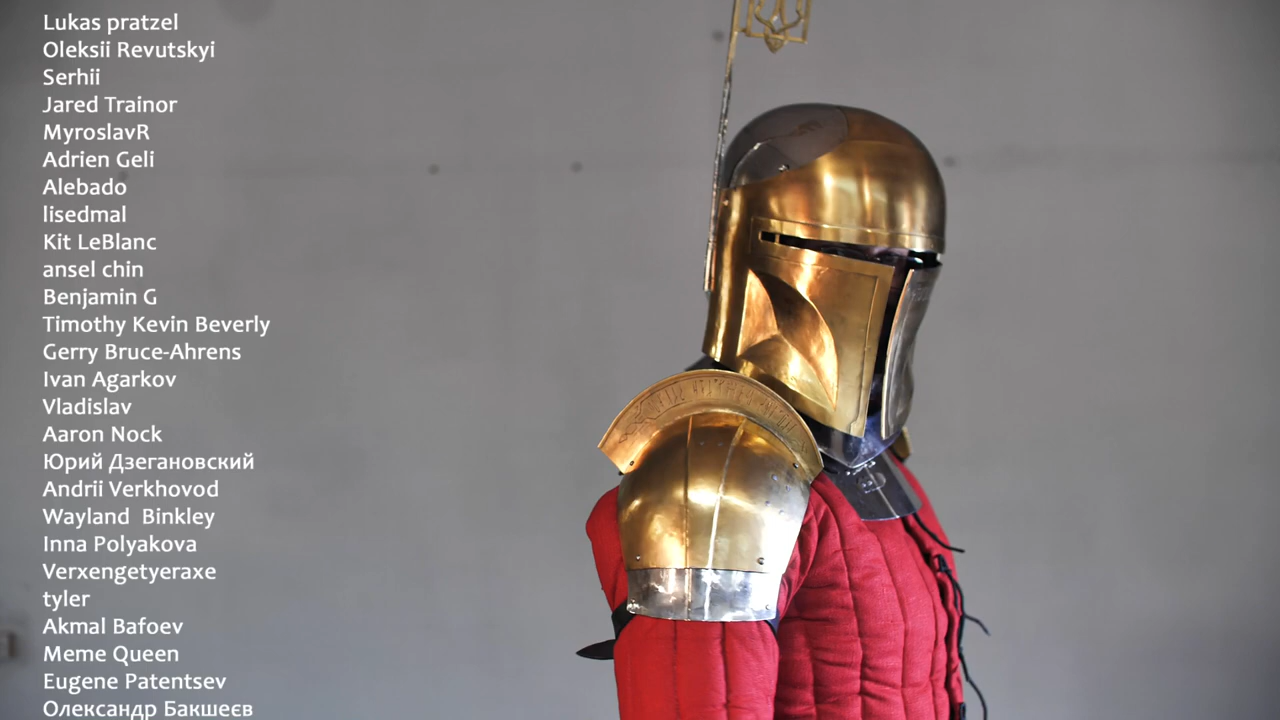 Lukas pratzel
Oleksii Revutskyi
Serhii
Jared Trainor
MyroslavR
Adrien Geli
Alebado
lisedmal
Kit LeBlanc
ansel chin
Benjamin G
Timothy Kevin Beverly
Gerry Bruce-Ahrens
Ivan Agarkov
Vladislav
Aaron Nock
Юрий Дзегановский
Andrii Verkhovod
Wayland  Binkley
Inna Polyakova
Verxengetyeraxe
tyler
Akmal Bafoev
Meme Queen
Eugene Patentsev
Олександр Бакшеєв